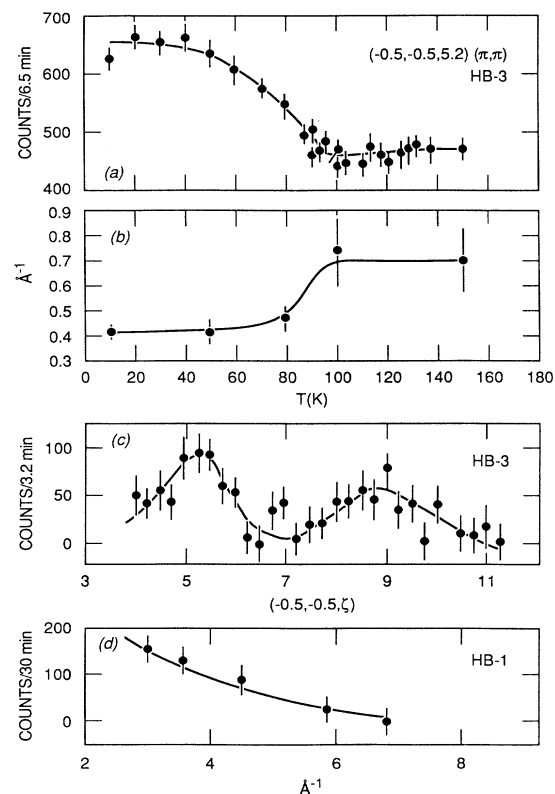 700
600
500
400
COUNTS/6.5 min
(-0.5,-0.5,5.2) (π,π)
HB-3
(a)
0.9
0.8
0.7
0.6
0.5
0.4
0.3
Å⁻¹
(b)
0 20 40 60 80 100 120 140 160 180
T(K)
100
50
0
COUNTS/3.2 min
(c)
HB-3
3 5 7 9 11
(-0.5,-0.5,ζ)
200
100
0
COUNTS/30 min
(d)
HB-1
2 4 6 8
Å⁻¹